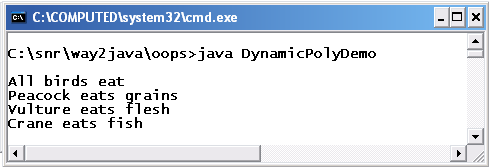 C:\COMPUTED\system32\cmd.exe
C:\snr\way2java\oops>java DynamicPolyDemo
All birds eat
Peacock eats grains
Vulture eats flesh
Crane eats fish